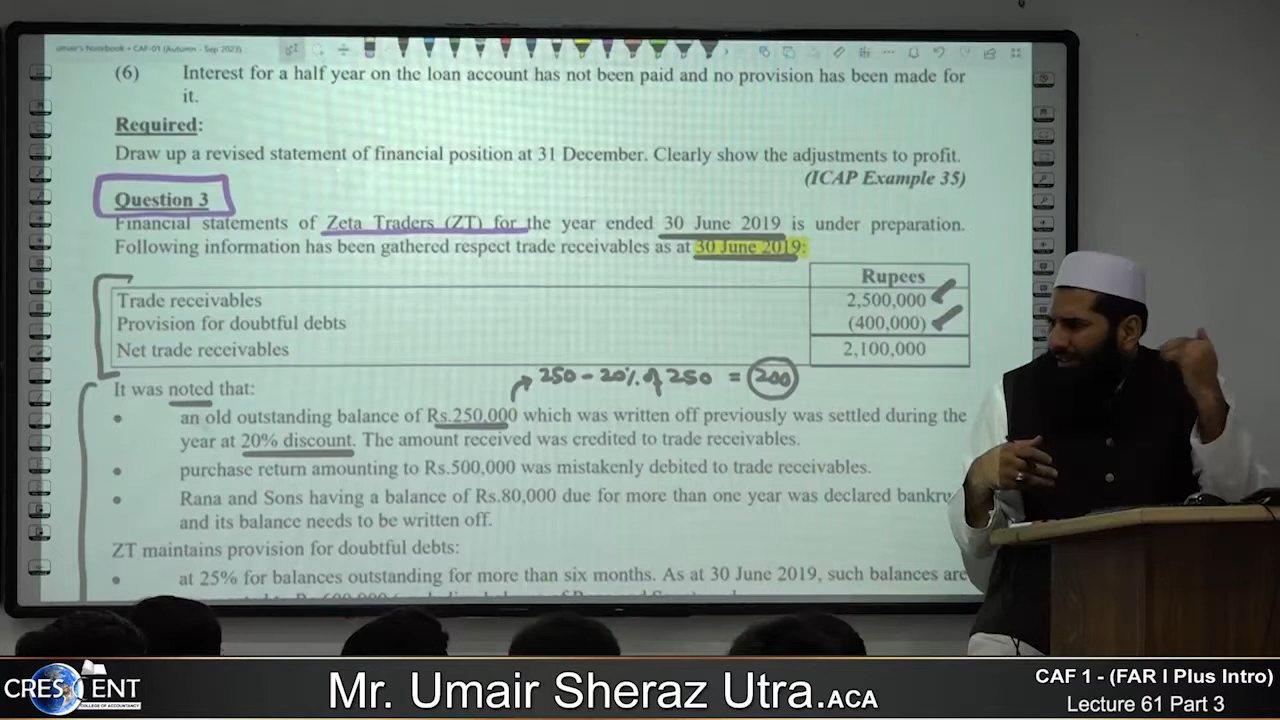 umair's notebook • CAF-01 (Autumn - Sep 2023)
(6) Interest for a half year on the loan account has not been paid and no provision has been made for
it.
Required:
Draw up a revised statement of financial position at 31 December. Clearly show the adjustments to profit.
(ICAP Example 35)
Question 3
Financial statements of Zeta Traders (ZT) for the year ended 30 June 2019 is under preparation.
Following information has been gathered respect trade receivables as at 30 June 2019:
Rupees
Trade receivables 2,500,000
Provision for doubtful debts (400,000)
Net trade receivables 2,100,000
250 - 20% of 250 = 200
It was noted that:
• an old outstanding balance of Rs.250,000 which was written off previously was settled during the
year at 20% discount. The amount received was credited to trade receivables.
• purchase return amounting to Rs.500,000 was mistakenly debited to trade receivables.
• Rana and Sons having a balance of Rs.80,000 due for more than one year was declared bankru
and its balance needs to be written off.
ZT maintains provision for doubtful debts:
• at 25% for balances outstanding for more than six months. As at 30 June 2019, such balances are
CRESCENT
COLLEGE OF ACCOUNTANCY
Mr. Umair Sheraz Utra.ACA
CAF 1 - (FAR I Plus Intro)
Lecture 61 Part 3